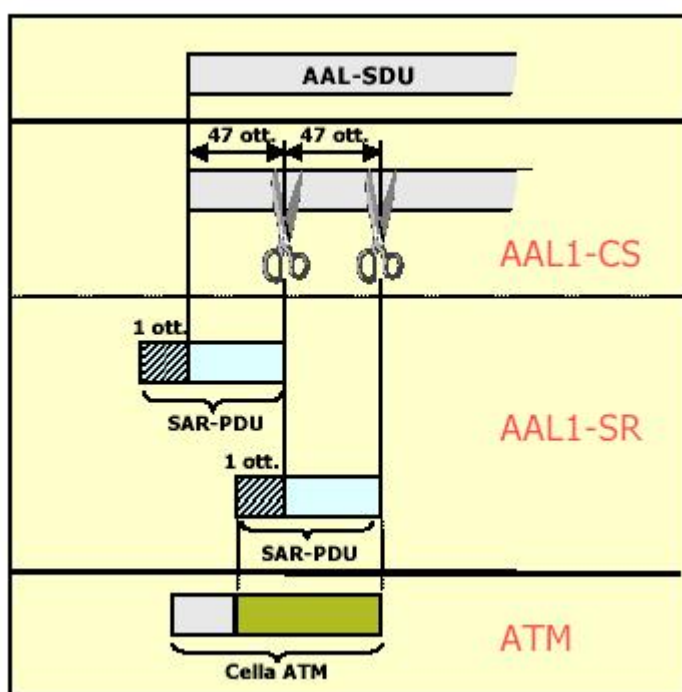 AAL-SDU
47 ott. 47 ott.
AAL1-CS
1 ott.
SAR-PDU
AAL1-SR
1 ott.
SAR-PDU
ATM
Cella ATM